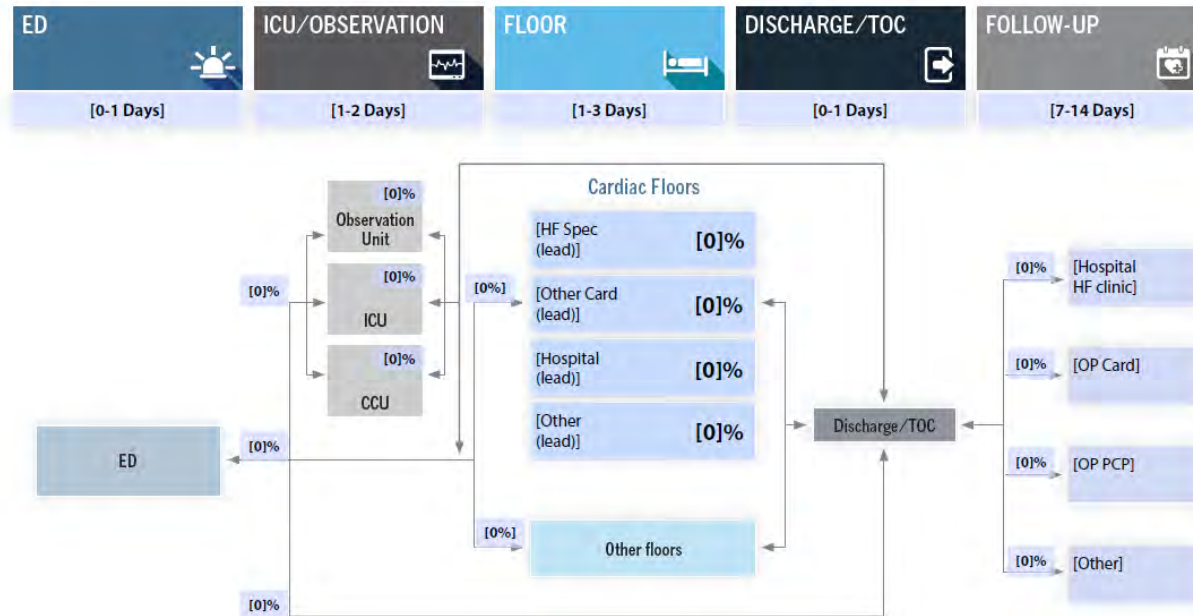 ED
ICU/OBSERVATION
FLOOR
DISCHARGE/TOC
FOLLOW-UP
[0-1 Days]
[1-2 Days]
[1-3 Days]
[0-1 Days]
[7-14 Days]
[0]%
Observation
Unit
[0]%
ICU
[0]%
CCU
[0]%
[0]%
[0]%
ED
Cardiac Floors
[0%]
[HF Spec
(lead)]
[0]%
[Other Card
(lead)]
[0]%
[Hospital
(lead)]
[0]%
[Other
(lead)]
[0]%
[0%]
Other floors
Discharge/TOC
[0]%
[Hospital
HF clinic]
[0]%
[OP Card]
[0]%
[OP PCP]
[0]%
[Other]